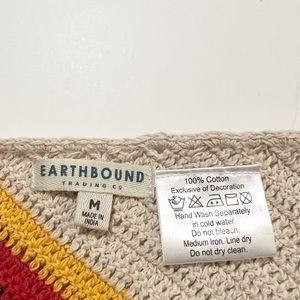 EARTHBOUND
TRADING CO
M
MADE IN
INDIA
100% Cotton
Exclusive of Decoration
Hand Wash Separately
in cold water.
Do not bleach.
Medium Iron. Line dry
Do not dry clean.